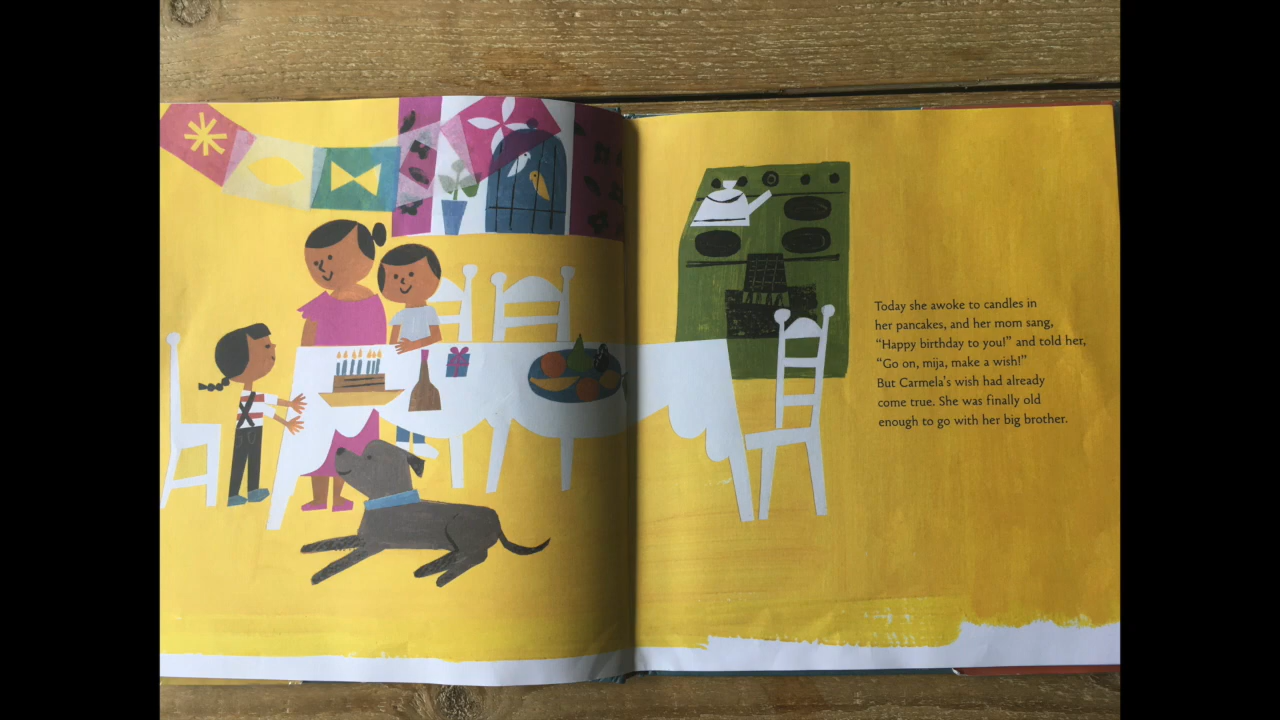 Today she awoke to candles in
her pancakes, and her mom sang,
“Happy birthday to you!” and told her,
“Go on, mija, make a wish!”
But Carmela’s wish had already
come true. She was finally old
enough to go with her big brother.